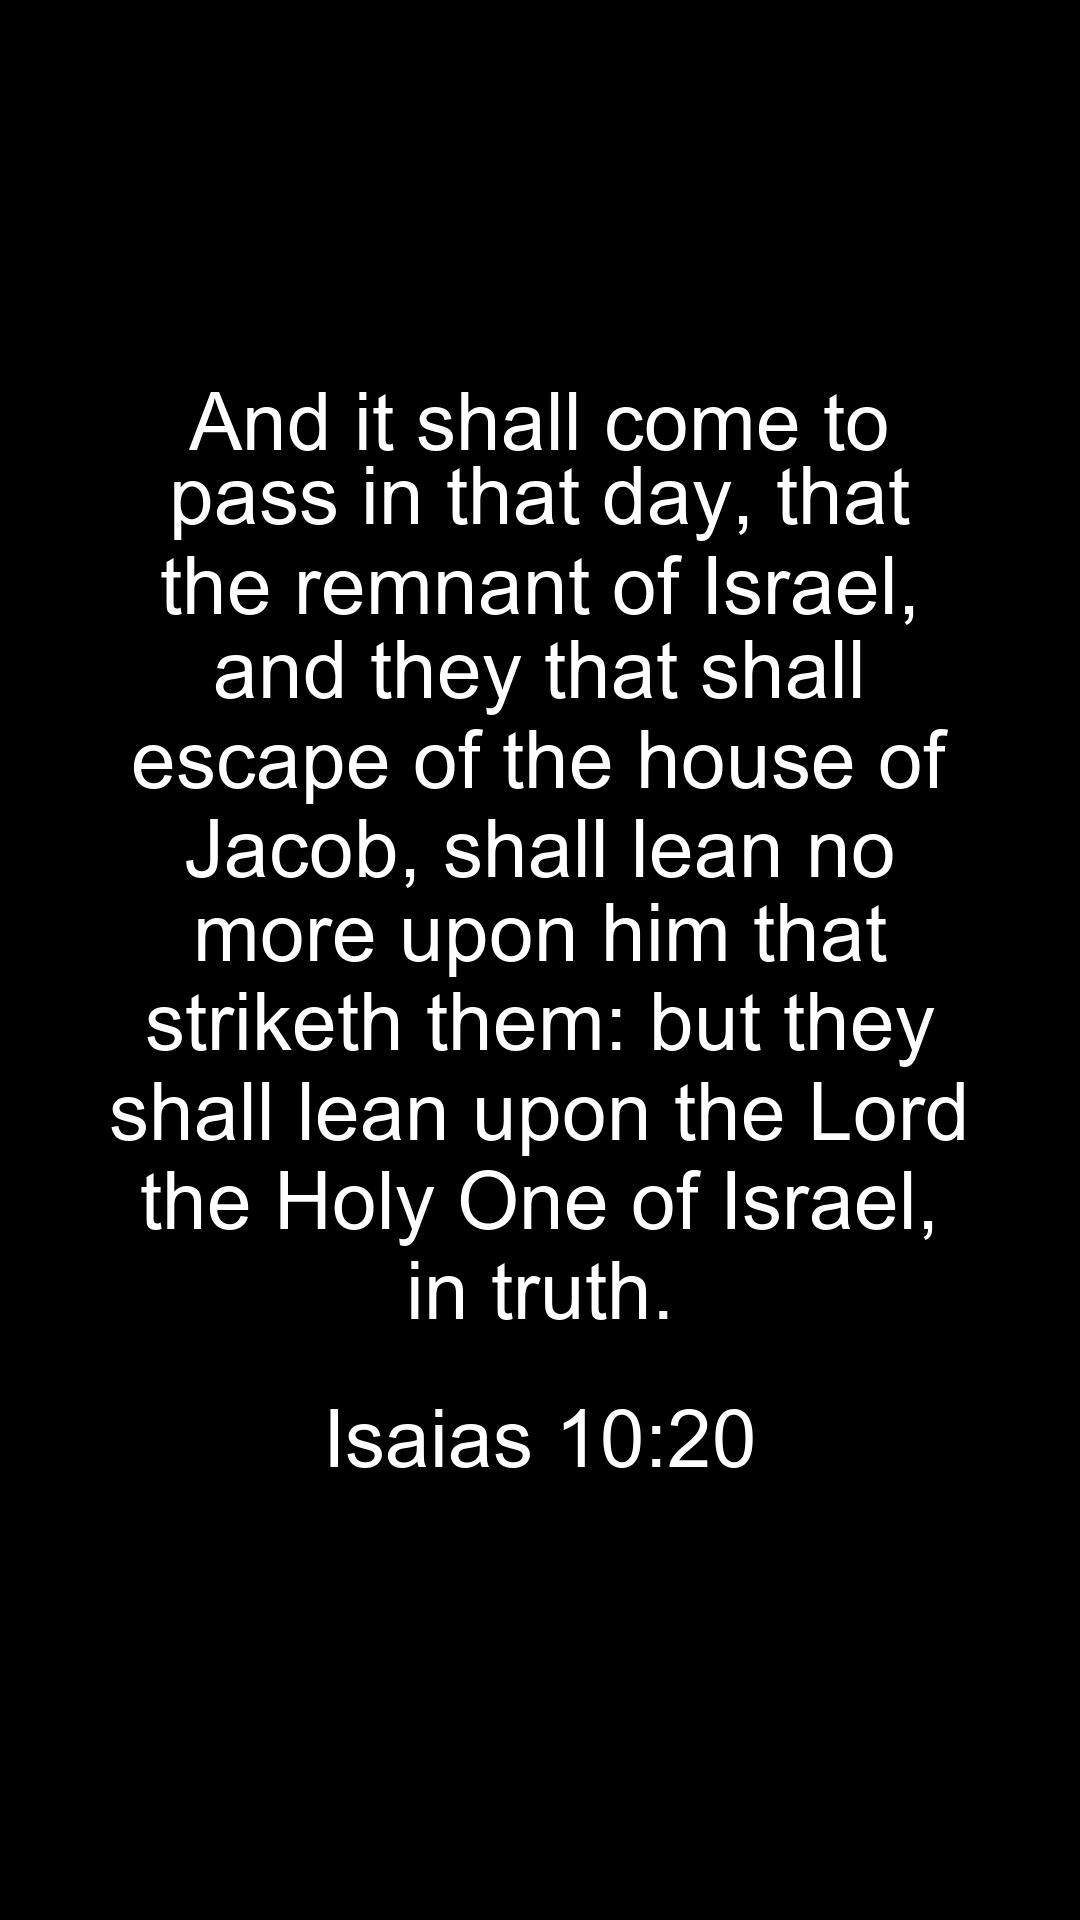 And it shall come to
pass in that day, that
the remnant of Israel,
and they that shall
escape of the house of
Jacob, shall lean no
more upon him that
striketh them: but they
shall lean upon the Lord
the Holy One of Israel,
in truth.
Isaias 10:20